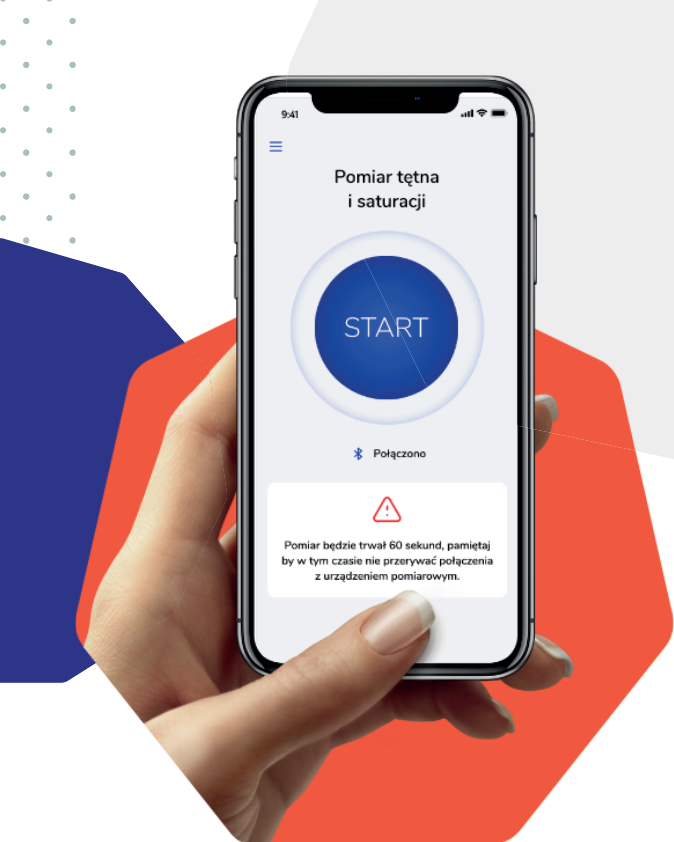 9:41
Pomiar tętna
i saturacji
START
Połączono
Pomiar będzie trwał 60 sekund, pamiętaj
by w tym czasie nie przerywać połączenia
z urządzeniem pomiarowym.